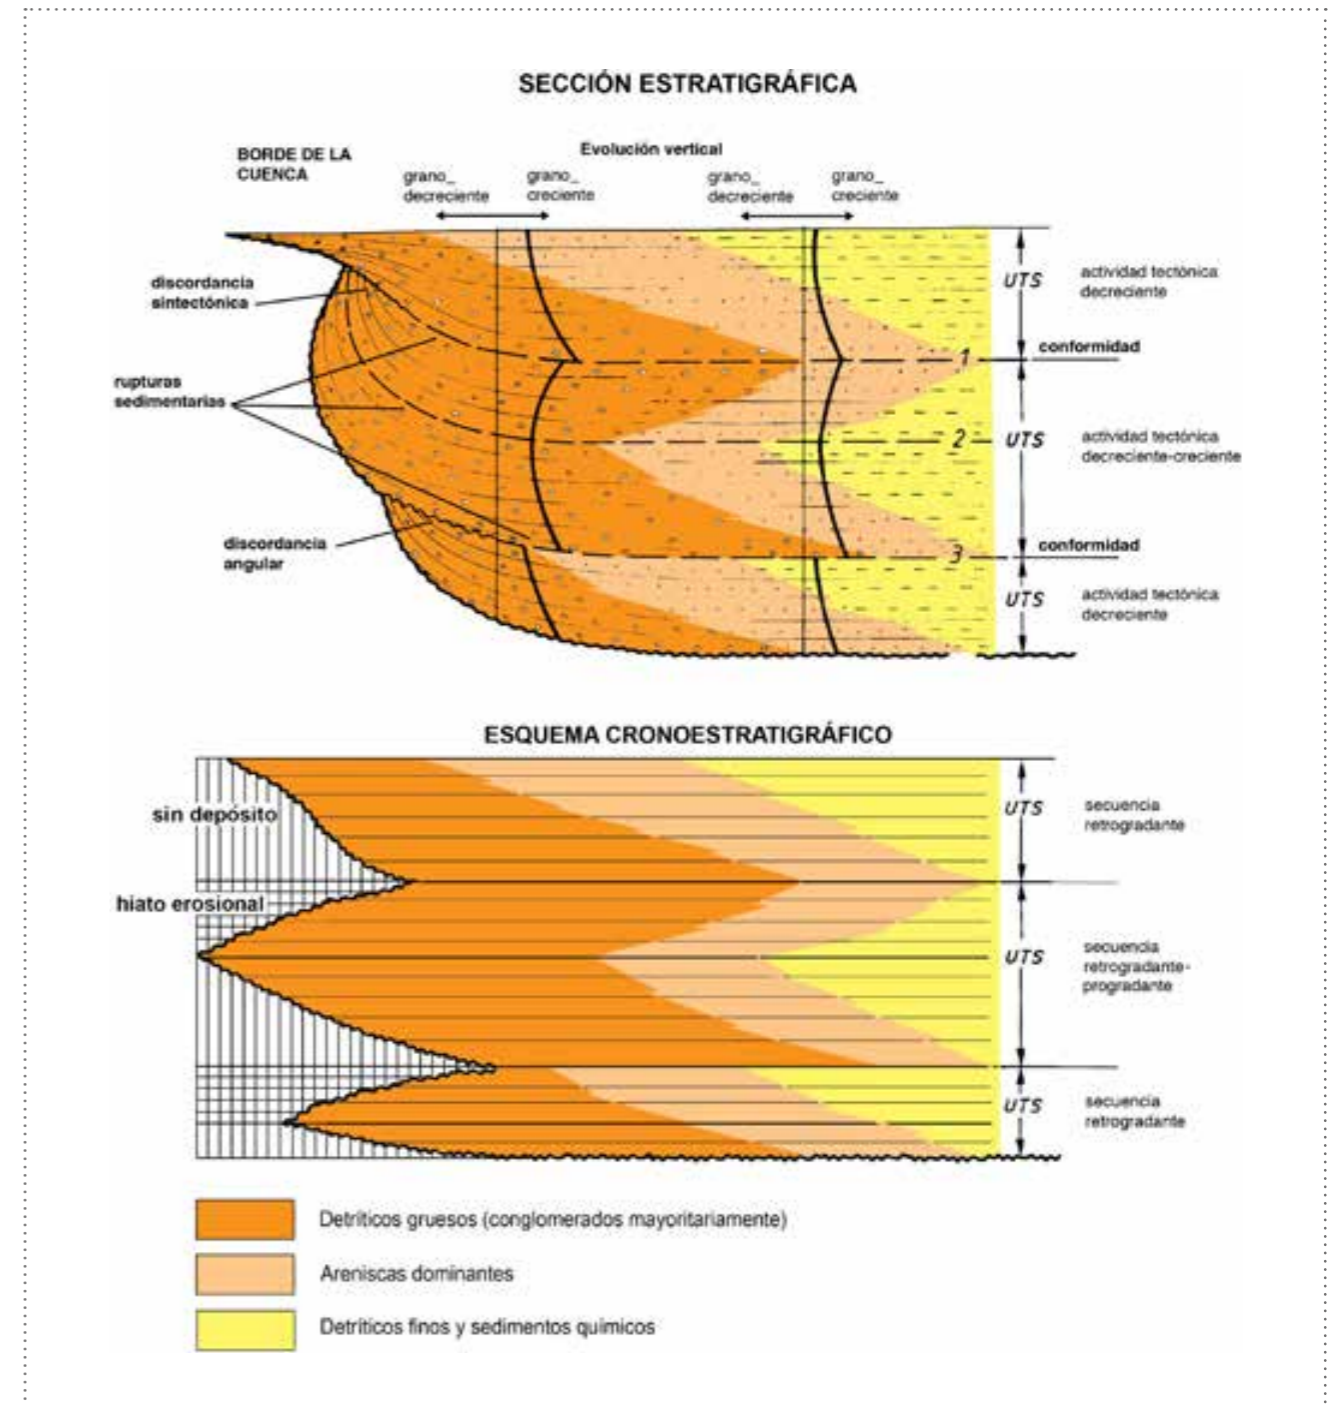 SECCIÓN ESTRATIGRÁFICA
BORDE DE LA
CUENCA
Evolución vertical
grano_
decreciente
grano_
creciente
grano_
decreciente
grano_
creciente
discordancia
sintectónica
rupturas
sedimentarias
discordancia
angular
UTS
actividad tectónica
decreciente
1
conformidad
2
UTS
actividad tectónica
decreciente-creciente
3
conformidad
UTS
actividad tectónica
decreciente
ESQUEMA CRONOESTRATIGRÁFICO
sin depósito
hiato erosional
UTS
secuencia
retrogradante
UTS
secuencia
retrogradante-
progradante
UTS
secuencia
retrogradante
Detríticos gruesos (conglomerados mayoritariamente)
Areniscas dominantes
Detríticos finos y sedimentos químicos